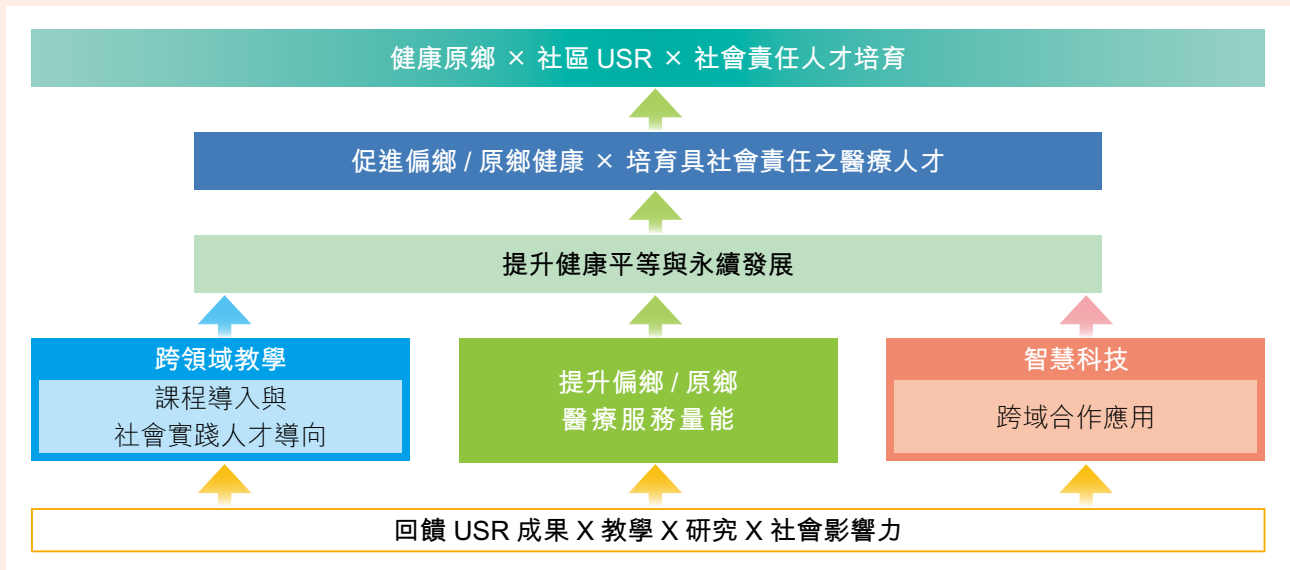 健康原鄉 × 社區 USR × 社會責任人才培育
促進偏鄉 / 原鄉健康 × 培育具社會責任之醫療人才
提升健康平等與永續發展
跨領域教學
課程導入與
社會實踐人才導向
提升偏鄉 / 原鄉
醫療服務量能
智慧科技
跨域合作應用
回饋 USR 成果 X 教學 X 研究 X 社會影響力